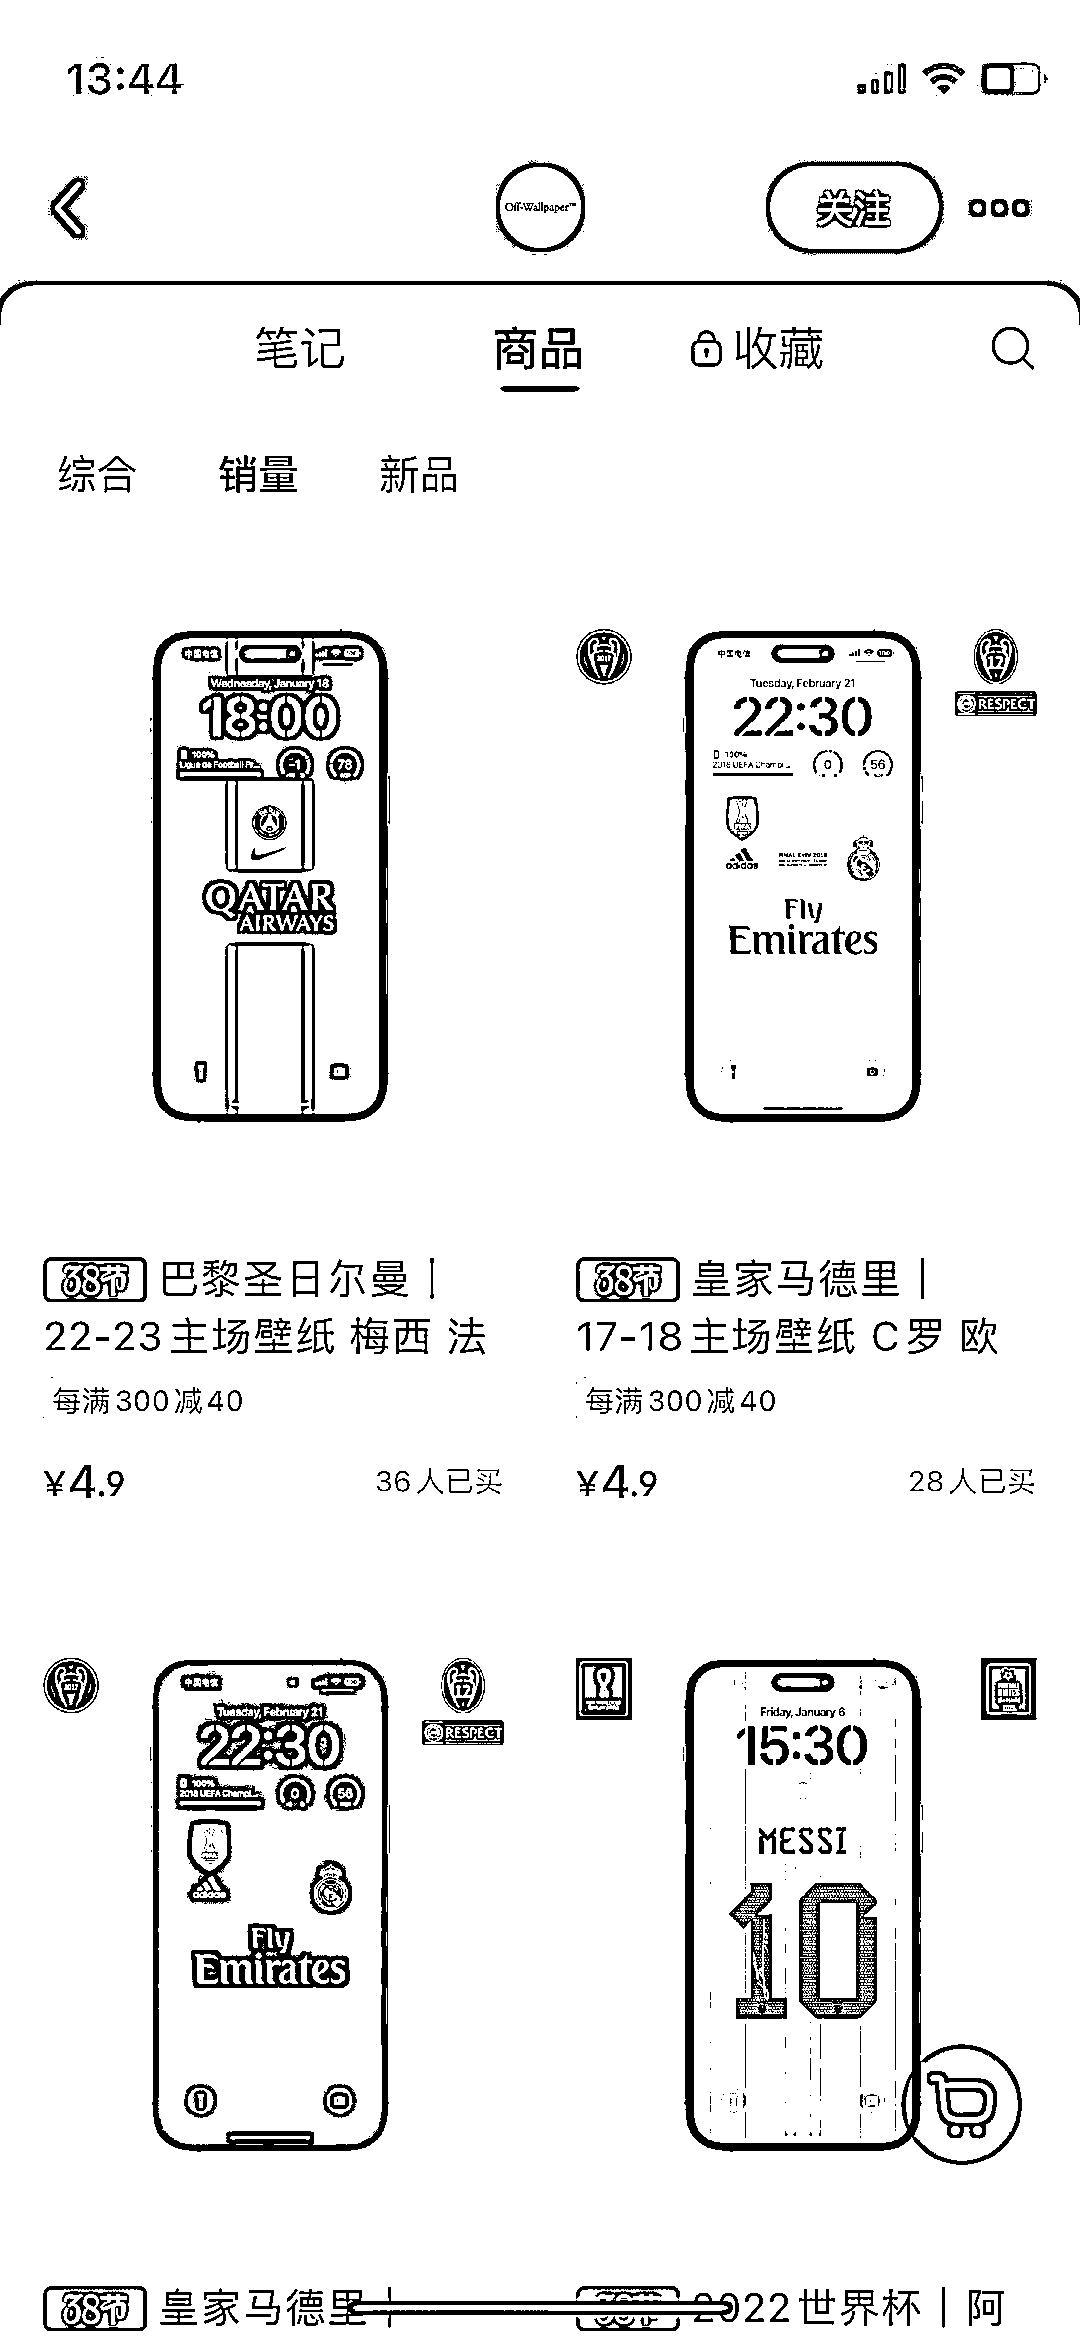 13:44
Off-Wallpaper™
关注
笔记
商品
收藏
综合
销量
新品
中国电信
Wednesday, January 18
18:00
100%
Ligue de Football Pr...
-1
78
QATAR
AIRWAYS
中国电信
Tuesday, February 21
22:30
100%
2018 UEFA Champi...
0
56
adidas
FINAL KYIV 2018
Fly
Emirates
RESPECT
38节 巴黎圣日尔曼｜
22-23主场壁纸 梅西 法
每满300减40
¥4.9
36人已买
38节 皇家马德里｜
17-18主场壁纸 C罗 欧
每满300减40
¥4.9
28人已买
中国电信
Tuesday, February 21
22:30
100%
2018 UEFA Champi...
0
56
adidas
Fly
Emirates
RESPECT
Friday, January 6
15:30
MESSI
10
38节 皇家马德里｜
38节 2022世界杯｜阿